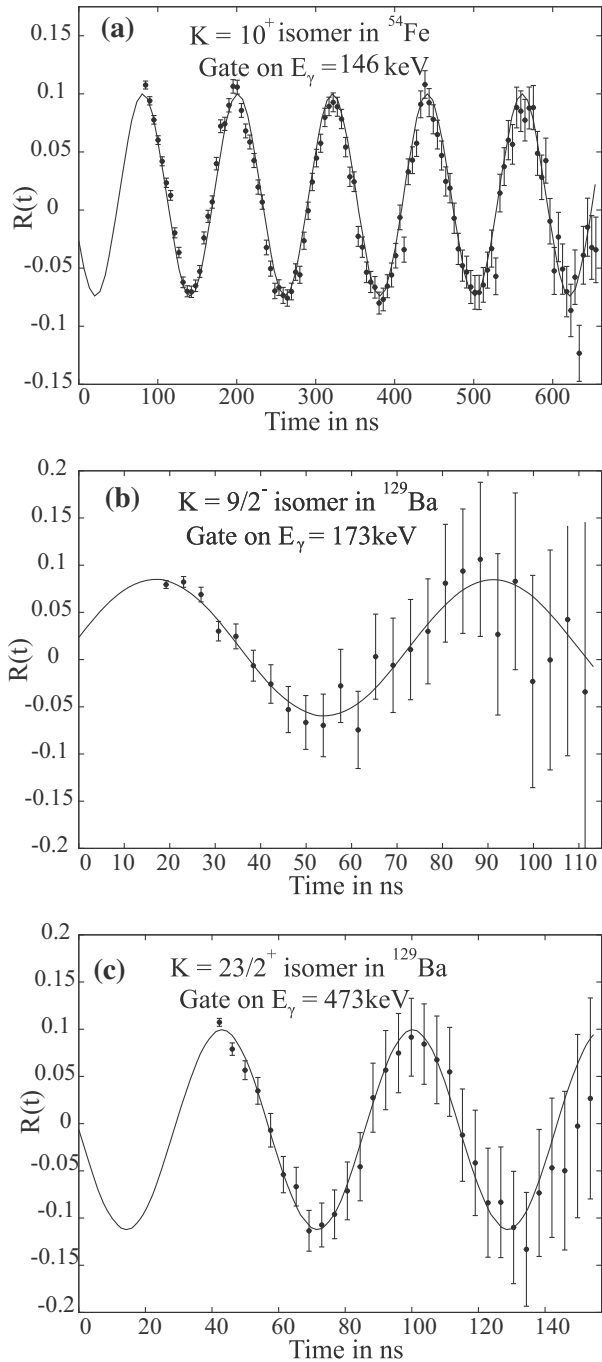 (a)
K = 10⁺ isomer in ⁵⁴Fe
Gate on Eγ = 146 keV
0.15
0.1
0.05
0
-0.05
-0.1
-0.15
R(t)
0 100 200 300 400 500 600
Time in ns
(b)
K = 9/2⁻ isomer in ¹²⁹Ba
Gate on Eγ = 173keV
0.2
0.15
0.1
0.05
0
-0.05
-0.1
-0.15
-0.2
R(t)
0 10 20 30 40 50 60 70 80 90 100 110
Time in ns
(c)
K = 23/2⁺ isomer in ¹²⁹Ba
Gate on Eγ = 473keV
0.2
0.15
0.1
0.05
0
-0.05
-0.1
-0.15
-0.2
R(t)
0 20 40 60 80 100 120 140
Time in ns